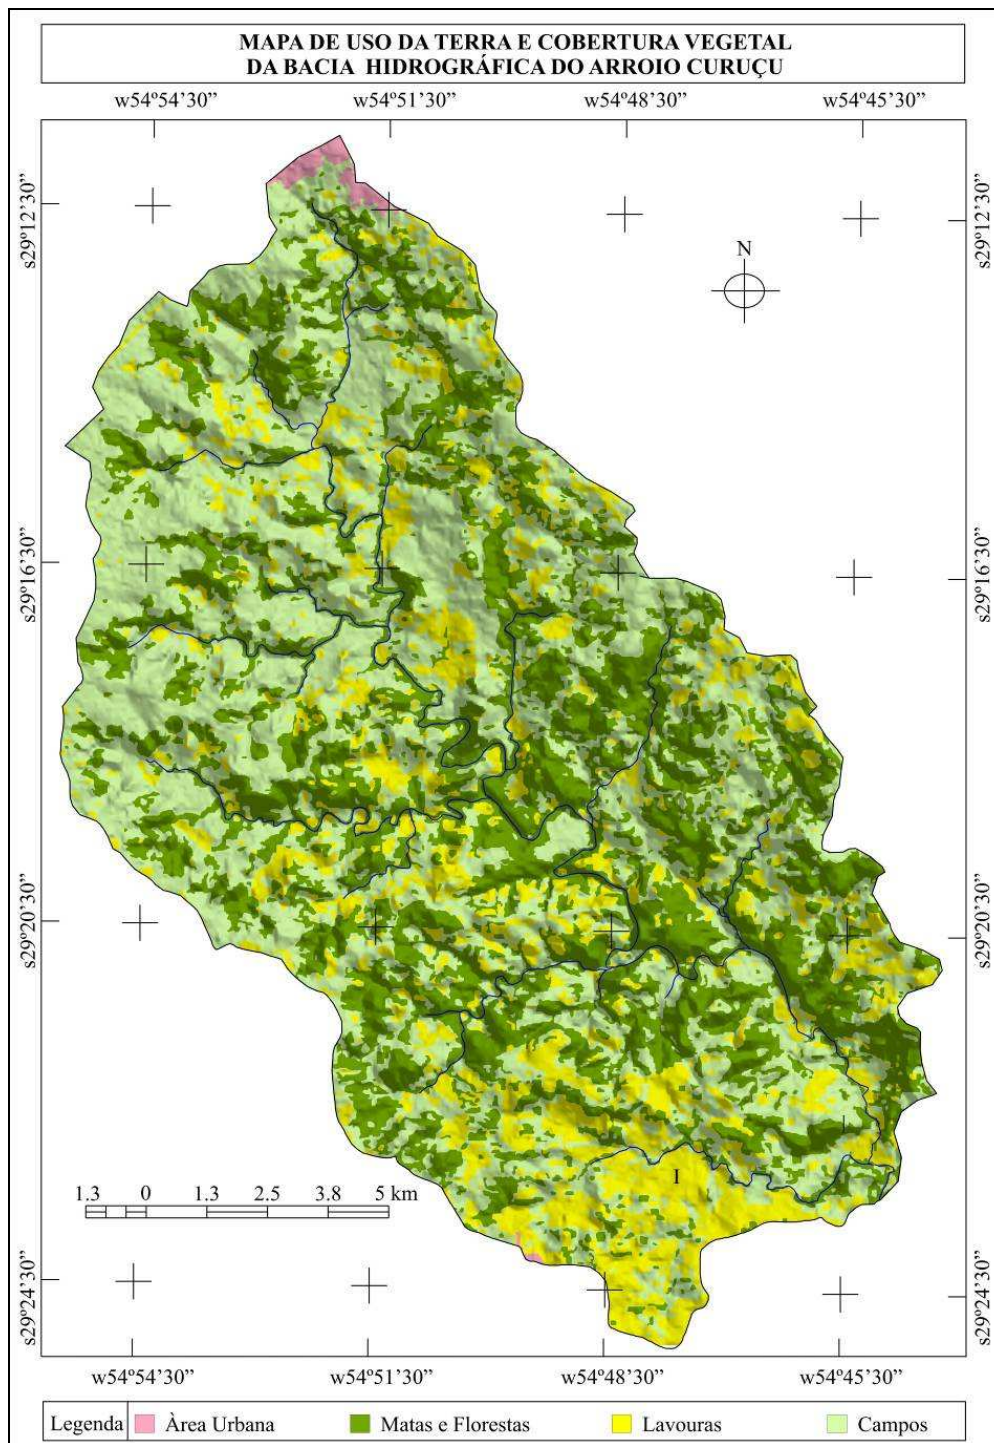 MAPA DE USO DA TERRA E COBERTURA VEGETAL
DA BACIA HIDROGRÁFICA DO ARROIO CURUÇU
w54º54’30” w54º51’30” w54º48’30” w54º45’30”
s29º12’30” s29º12’30”
N
s29º16’30” s29º16’30”
s29º20’30” s29º20’30”
I
1.3 0 1.3 2.5 3.8 5 km
s29º24’30” s29º24’30”
w54º54’30” w54º51’30” w54º48’30” w54º45’30”
Legenda Àrea Urbana Matas e Florestas Lavouras Campos